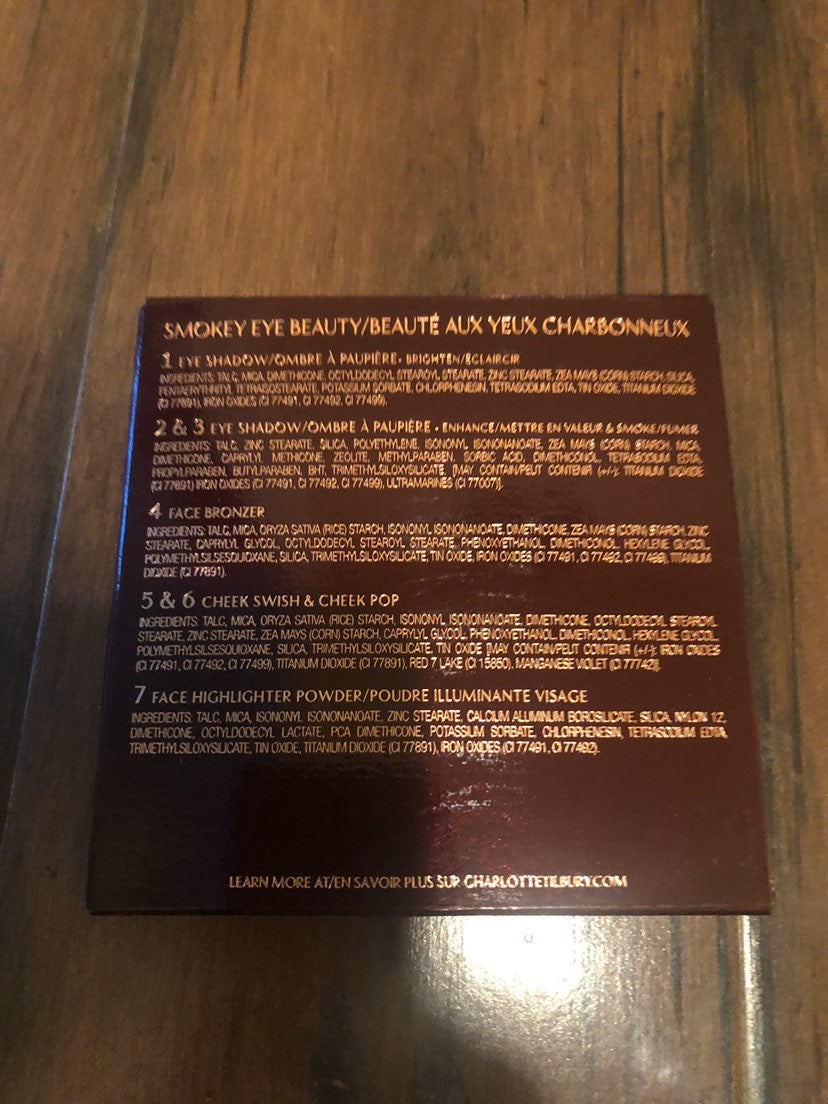 SMOKEY EYE BEAUTY/BEAUTÉ AUX YEUX CHARBONNEUX
1 EYE SHADOW/OMBRE À PAUPIÈRE • BRIGHTEN/ÉCLAIRCIR
INGREDIENTS: TALC, MICA, DIMETHICONE, OCTYLDODECYL STEAROYL STEARATE, ZINC STEARATE, ZEA MAYS (CORN) STARCH, SILICA,
PENTAERYTHRITYL TETRAISOSTEARATE, POTASSIUM SORBATE, CHLORPHENESIN, TETRASODIUM EDTA, TIN OXIDE, TITANIUM DIOXIDE
(CI 77891), IRON OXIDES (CI 77491, CI 77492, CI 77499).
2 & 3 EYE SHADOW/OMBRE À PAUPIÈRE • ENHANCE/METTRE EN VALEUR & SMOKE/FUMER
INGREDIENTS: TALC, ZINC STEARATE, SILICA, POLYETHYLENE, ISONONYL ISONONANOATE, ZEA MAYS (CORN) STARCH, MICA,
DIMETHICONE, CAPRYLYL METHICONE, ZEOLITE, METHYLPARABEN, SORBIC ACID, DIMETHICONOL, TETRASODIUM EDTA,
PROPYLPARABEN, BUTYLPARABEN, BHT, TRIMETHYLSILOXYSILICATE, [MAY CONTAIN/PEUT CONTENIR (+/-): TITANIUM DIOXIDE
(CI 77891) IRON OXIDES (CI 77491, CI 77492, CI 77499), ULTRAMARINES (CI 77007)].
4 FACE BRONZER
INGREDIENTS: TALC, MICA, ORYZA SATIVA (RICE) STARCH, ISONONYL ISONONANOATE, DIMETHICONE, ZEA MAYS (CORN) STARCH, ZINC
STEARATE, CAPRYLYL GLYCOL, OCTYLDODECYL STEAROYL STEARATE, PHENOXYETHANOL, DIMETHICONOL, HEXYLENE GLYCOL,
POLYMETHYLSILSESQUIOXANE, SILICA, TRIMETHYLSILOXYSILICATE, TIN OXIDE, IRON OXIDES (CI 77491, CI 77492, CI 77499), TITANIUM
DIOXIDE (CI 77891).
5 & 6 CHEEK SWISH & CHEEK POP
INGREDIENTS: TALC, MICA, ORYZA SATIVA (RICE) STARCH, ISONONYL ISONONANOATE, DIMETHICONE, OCTYLDODECYL STEAROYL
STEARATE, ZINC STEARATE, ZEA MAYS (CORN) STARCH, CAPRYLYL GLYCOL, PHENOXYETHANOL, DIMETHICONOL, HEXYLENE GLYCOL,
POLYMETHYLSILSESQUIOXANE, SILICA, TRIMETHYLSILOXYSILICATE, TIN OXIDE [MAY CONTAIN/PEUT CONTENIR (+/-): IRON OXIDES
(CI 77491, CI 77492, CI 77499), TITANIUM DIOXIDE (CI 77891), RED 7 LAKE (CI 15850), MANGANESE VIOLET (CI 77742)].
7 FACE HIGHLIGHTER POWDER/POUDRE ILLUMINANTE VISAGE
INGREDIENTS: TALC, MICA, ISONONYL ISONONANOATE, ZINC STEARATE, CALCIUM ALUMINUM BOROSILICATE, SILICA, NYLON 12,
DIMETHICONE, OCTYLDODECYL LACTATE, PCA DIMETHICONE, POTASSIUM SORBATE, CHLORPHENESIN, TETRASODIUM EDTA,
TRIMETHYLSILOXYSILICATE, TIN OXIDE, TITANIUM DIOXIDE (CI 77891), IRON OXIDES (CI 77491, CI 77492).
LEARN MORE AT/EN SAVOIR PLUS SUR CHARLOTTETILBURY.COM